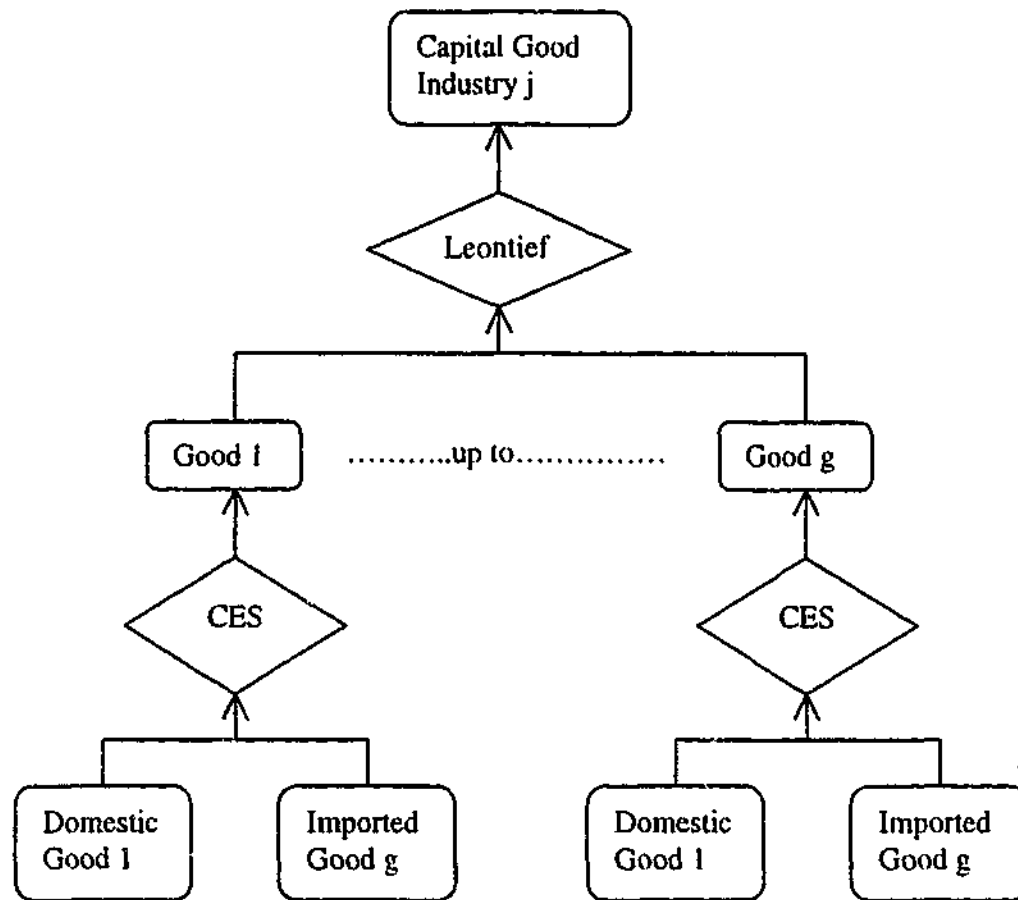 Capital Good
Industry j
Leontief
Good 1
...........up to...............
Good g
CES
CES
Domestic
Good 1
Imported
Good g
Domestic
Good 1
Imported
Good g